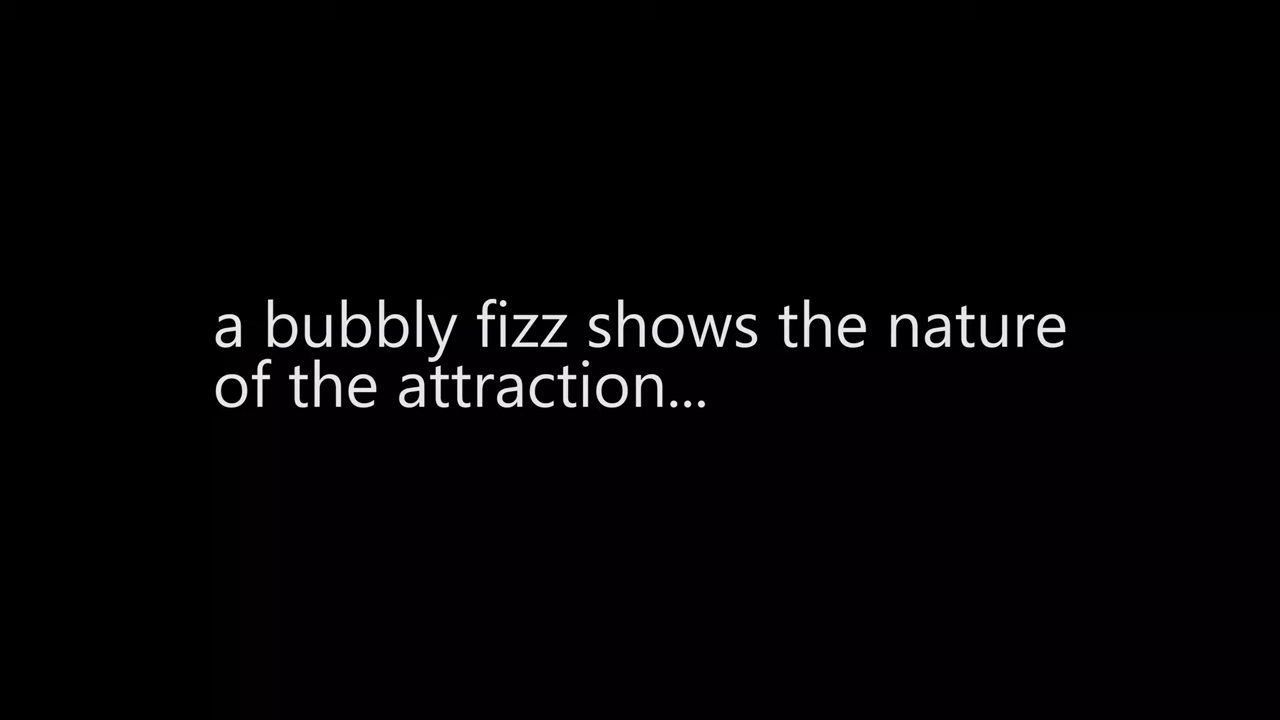 a bubbly fizz shows the nature
of the attraction...